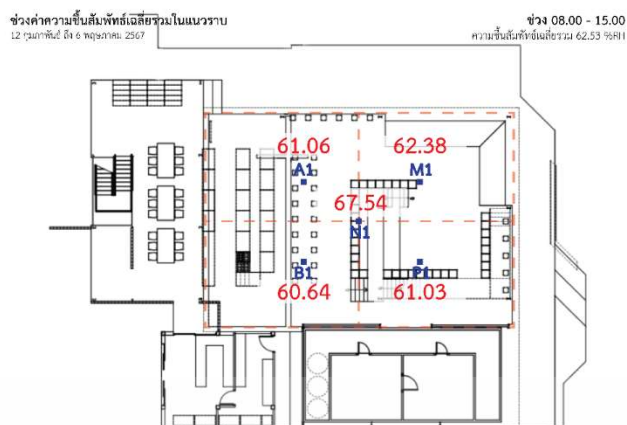 ช่วงค่าความชื้นสัมพัทธ์เฉลี่ยรวมในแนวราบ
ช่วง 08.00 - 15.00
12 กุมภาพันธ์ ถึง 6 พฤษภาคม 2567
ความชื้นสัมพัทธ์เฉลี่ยรวม 62.53 %RH
61.06
62.38
A1
M1
67.54
N1
B1
P1
60.64
61.03